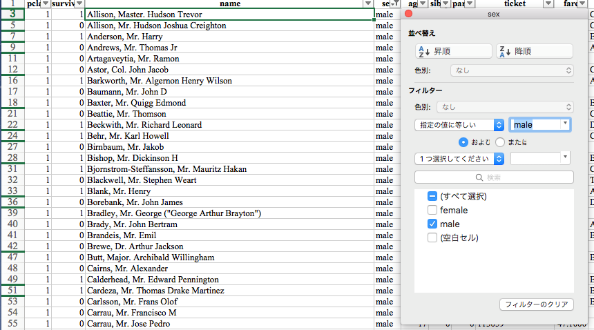 1 pcl surviv name se ag sib par ticket fare
3 1 1 Allison, Master. Hudson Trevor male
5 1 0 Allison, Mr. Hudson Joshua Creighton male
7 1 1 Anderson, Mr. Harry male
9 1 0 Andrews, Mr. Thomas Jr male
11 1 0 Artagaveytia, Mr. Ramon male
12 1 0 Astor, Col. John Jacob male
16 1 1 Barkworth, Mr. Algernon Henry Wilson male
17 1 0 Baumann, Mr. John D male
18 1 0 Baxter, Mr. Quigg Edmond male
21 1 0 Beattie, Mr. Thomson male
22 1 1 Beckwith, Mr. Richard Leonard male
24 1 1 Behr, Mr. Karl Howell male
27 1 0 Birnbaum, Mr. Jakob male
28 1 1 Bishop, Mr. Dickinson H male
31 1 1 Bjornstrom-Steffansson, Mr. Mauritz Hakan male
32 1 0 Blackwell, Mr. Stephen Weart male
33 1 1 Blank, Mr. Henry male
36 1 0 Borebank, Mr. John James male
39 1 1 Bradley, Mr. George ("George Arthur Brayton") male
40 1 0 Brady, Mr. John Bertram male
41 1 0 Brandeis, Mr. Emil male
42 1 0 Brewe, Dr. Arthur Jackson male
47 1 0 Butt, Major. Archibald Willingham male
48 1 0 Cairns, Mr. Alexander male
49 1 1 Calderhead, Mr. Edward Pennington male
51 1 1 Cardeza, Mr. Thomas Drake Martinez male
53 1 0 Carlsson, Mr. Frans Olof male
54 1 0 Carrau, Mr. Francisco M male
55 1 0 Carrau, Mr. Jose Pedro male
sex
並べ替え
昇順 降順
色別: なし
フィルター
色別: なし
指定の値に等しい male
および または
1 つ選択してください
検索
(すべて選択)
female
male
(空白セル)
フィルターのクリア